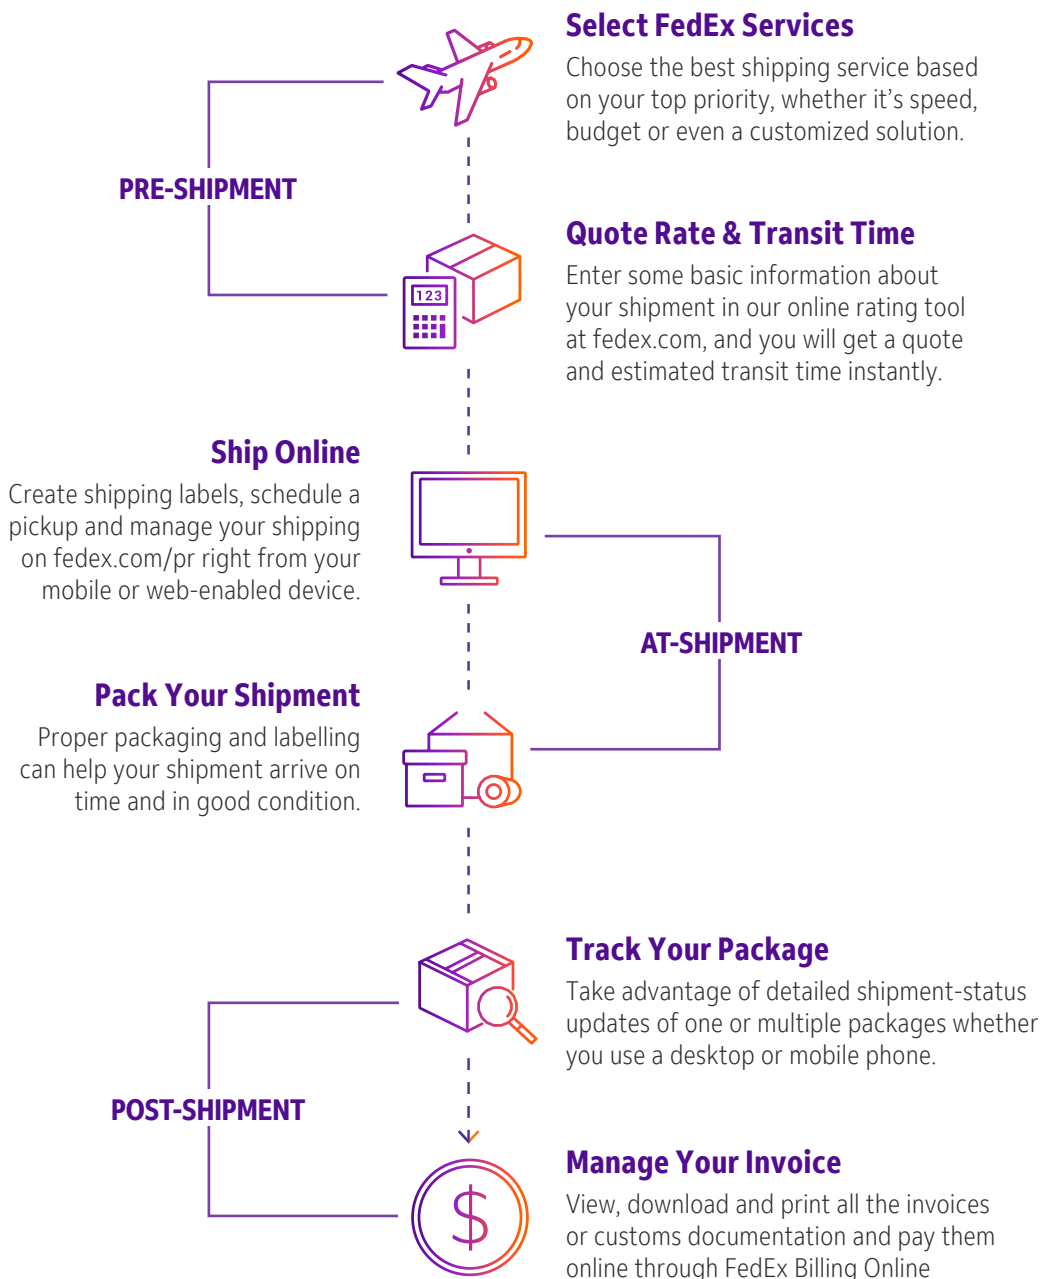 Select FedEx Services
Choose the best shipping service based
on your top priority, whether it’s speed,
budget or even a customized solution.
PRE-SHIPMENT
Quote Rate & Transit Time
Enter some basic information about
your shipment in our online rating tool
at fedex.com, and you will get a quote
and estimated transit time instantly.
123
Ship Online
Create shipping labels, schedule a
pickup and manage your shipping
on fedex.com/pr right from your
mobile or web-enabled device.
AT-SHIPMENT
Pack Your Shipment
Proper packaging and labelling
can help your shipment arrive on
time and in good condition.
Track Your Package
Take advantage of detailed shipment-status
updates of one or multiple packages whether
you use a desktop or mobile phone.
POST-SHIPMENT
Manage Your Invoice
View, download and print all the invoices
or customs documentation and pay them
online through FedEx Billing Online
$